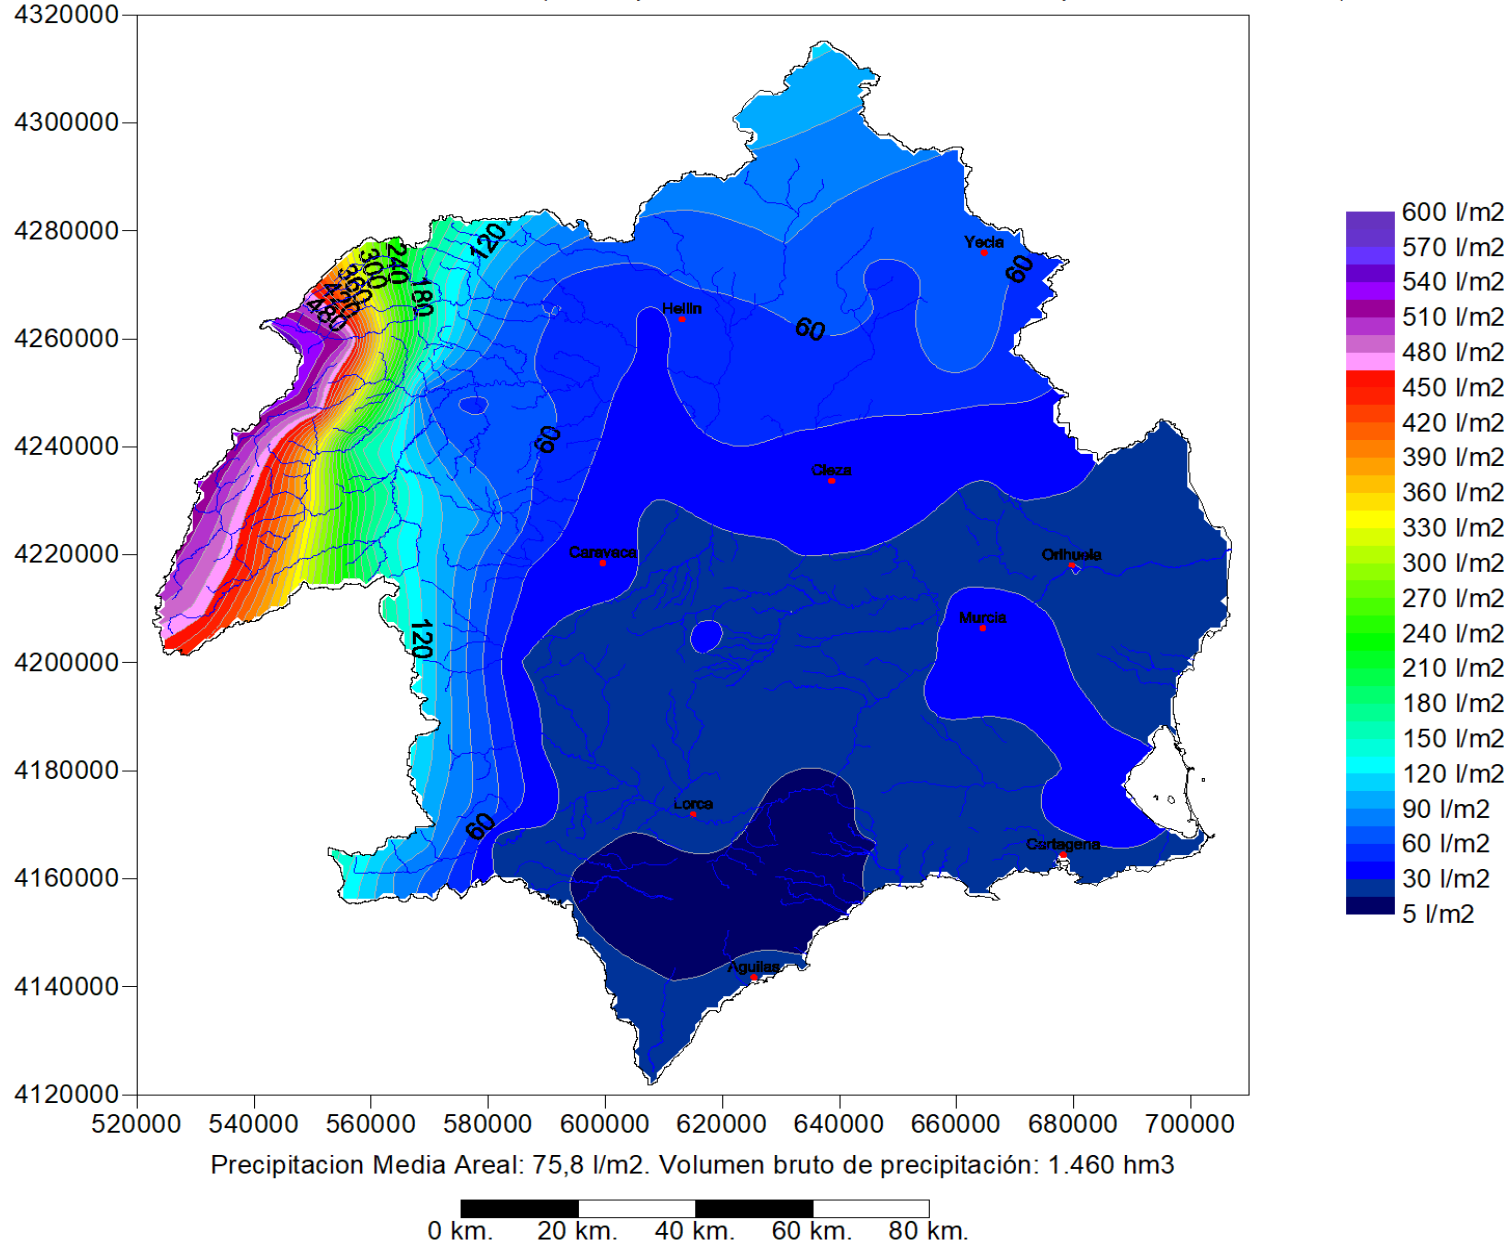 4320000
4300000
4280000
4260000
4240000
4220000
4200000
4180000
4160000
4140000
4120000
520000 540000 560000 580000 600000 620000 640000 660000 680000 700000
120
240
300
360
420
480
180
60
60
60
120
60
Yecla
Hellin
Cieza
Caravaca
Orihuela
Murcia
Lorca
Cartagena
Aguilas
600 l/m2
570 l/m2
540 l/m2
510 l/m2
480 l/m2
450 l/m2
420 l/m2
390 l/m2
360 l/m2
330 l/m2
300 l/m2
270 l/m2
240 l/m2
210 l/m2
180 l/m2
150 l/m2
120 l/m2
90 l/m2
60 l/m2
30 l/m2
5 l/m2
Precipitacion Media Areal: 75,8 l/m2. Volumen bruto de precipitación: 1.460 hm3
0 km. 20 km. 40 km. 60 km. 80 km.